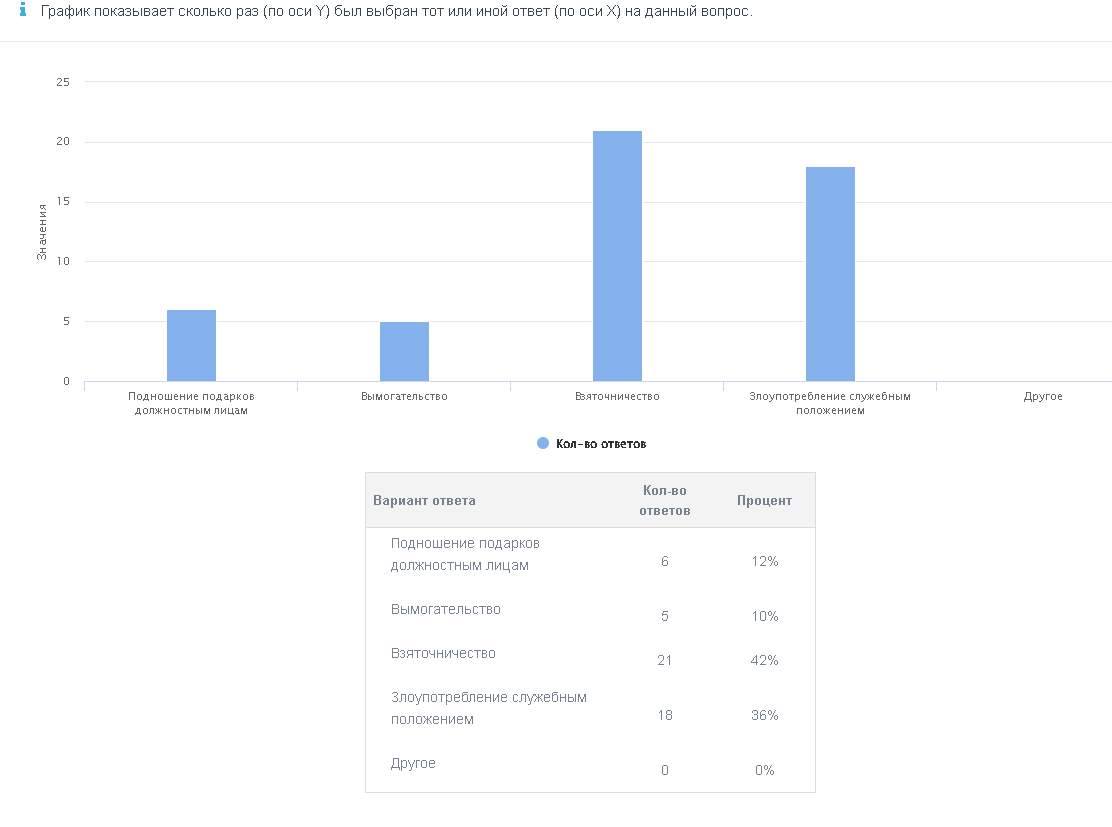 График показывает сколько раз (по оси Y) был выбран тот или иной ответ (по оси X) на данный вопрос.
25
20
15
10
5
0
Значения
Подношение подарков
должностным лицам
Вымогательство
Взяточничество
Злоупотребление служебным
положением
Другое
Кол-во ответов
Вариант ответа
Кол-во
ответов
Процент
Подношение подарков
должностным лицам
6
12%
Вымогательство
5
10%
Взяточничество
21
42%
Злоупотребление служебным
положением
18
36%
Другое
0
0%